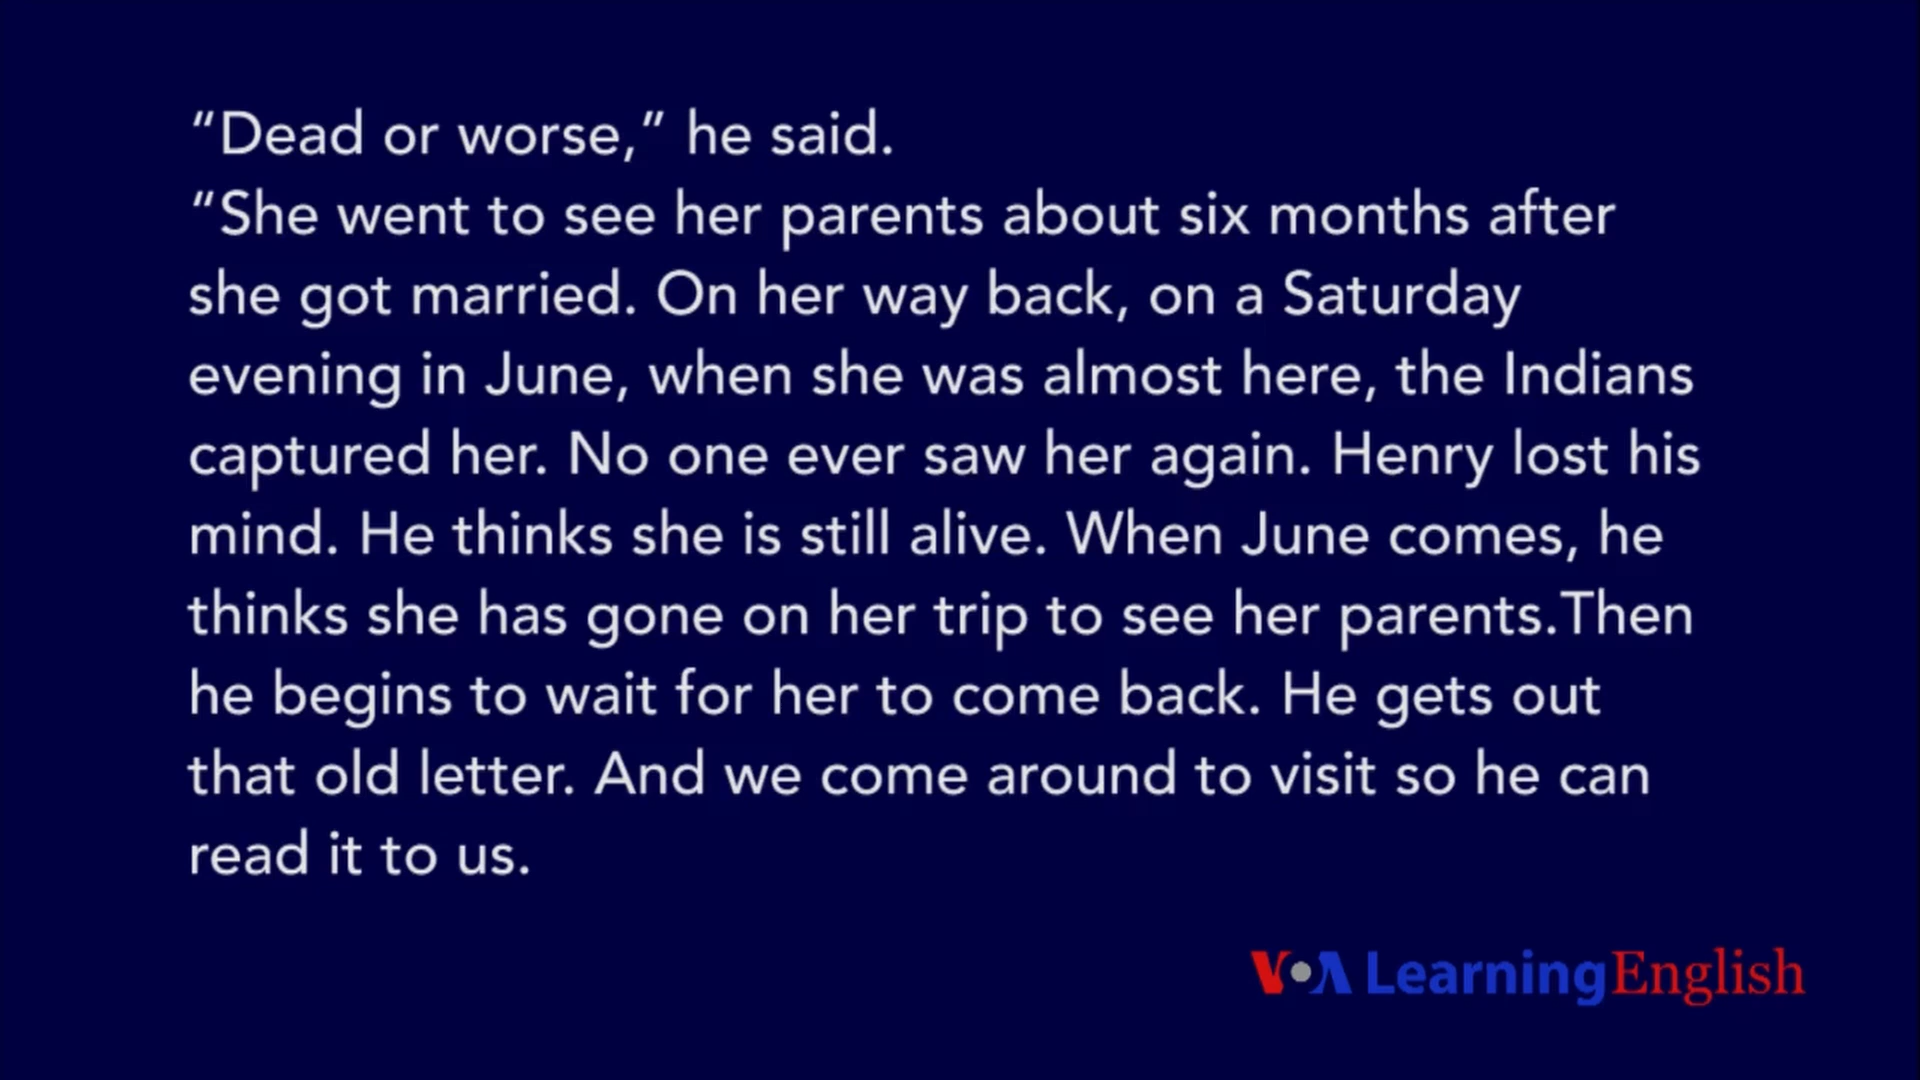 “Dead or worse,” he said.
“She went to see her parents about six months after
she got married. On her way back, on a Saturday
evening in June, when she was almost here, the Indians
captured her. No one ever saw her again. Henry lost his
mind. He thinks she is still alive. When June comes, he
thinks she has gone on her trip to see her parents.Then
he begins to wait for her to come back. He gets out
that old letter. And we come around to visit so he can
read it to us.
VOA Learning English